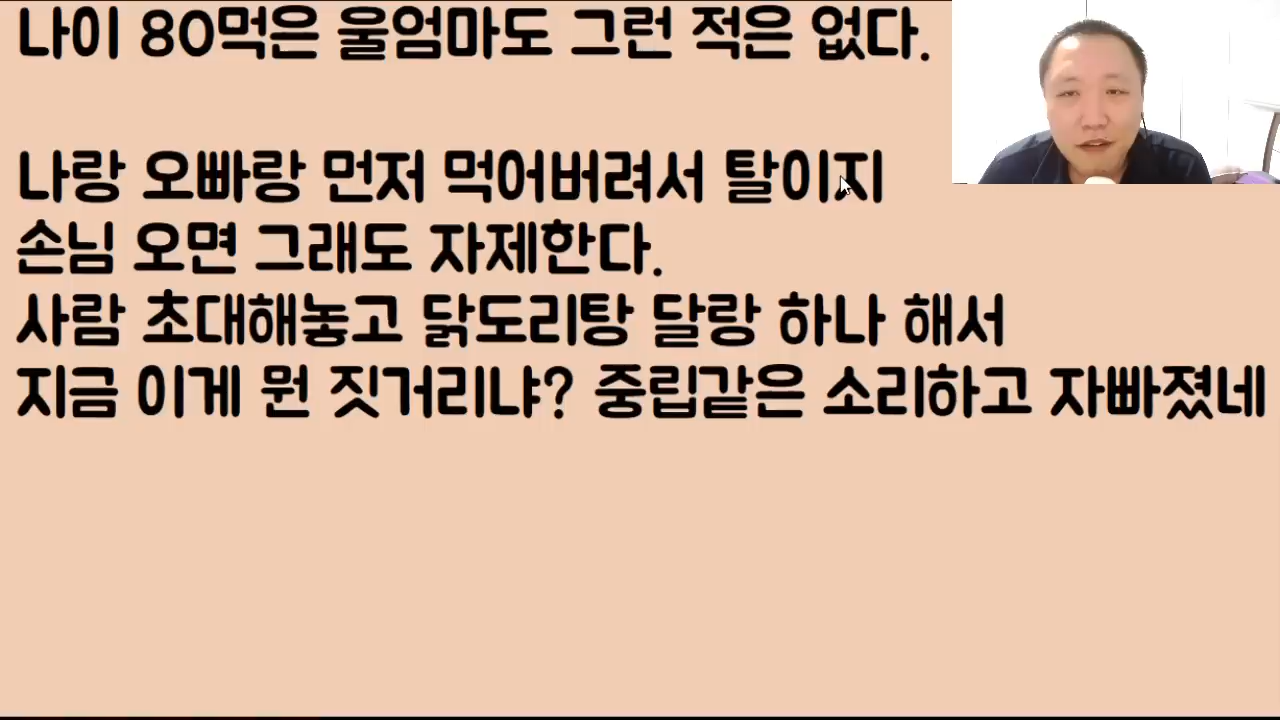 나이 80먹은 울엄마도 그런 적은 없다.
나랑 오빠랑 먼저 먹어버려서 탈이지
손님 오면 그래도 자제한다.
사람 초대해놓고 닭도리탕 달랑 하나 해서
지금 이게 뭔 짓거리냐? 중립같은 소리하고 자빠졌네